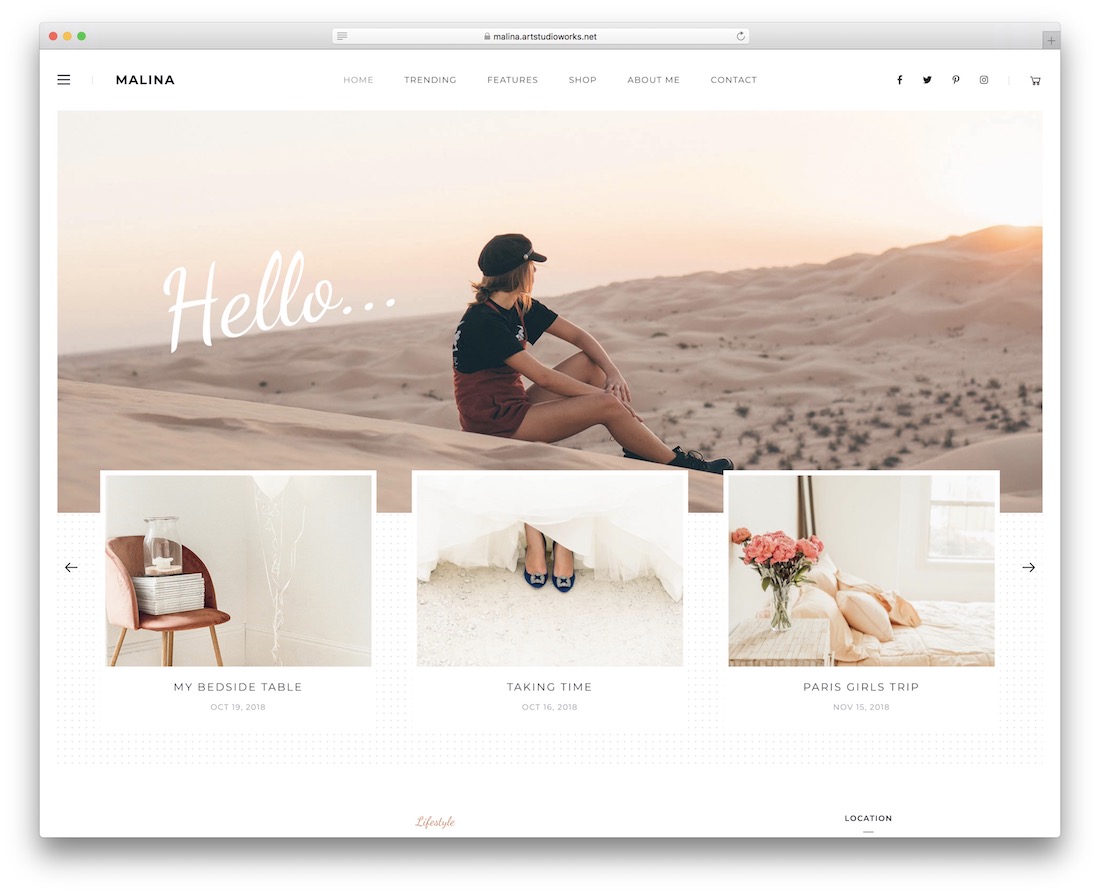 malina.artstudioworks.net
MALINA
HOME TRENDING FEATURES SHOP ABOUT ME CONTACT
Hello...
MY BEDSIDE TABLE
OCT 19, 2018
TAKING TIME
OCT 16, 2018
PARIS GIRLS TRIP
NOV 15, 2018
Lifestyle
LOCATION